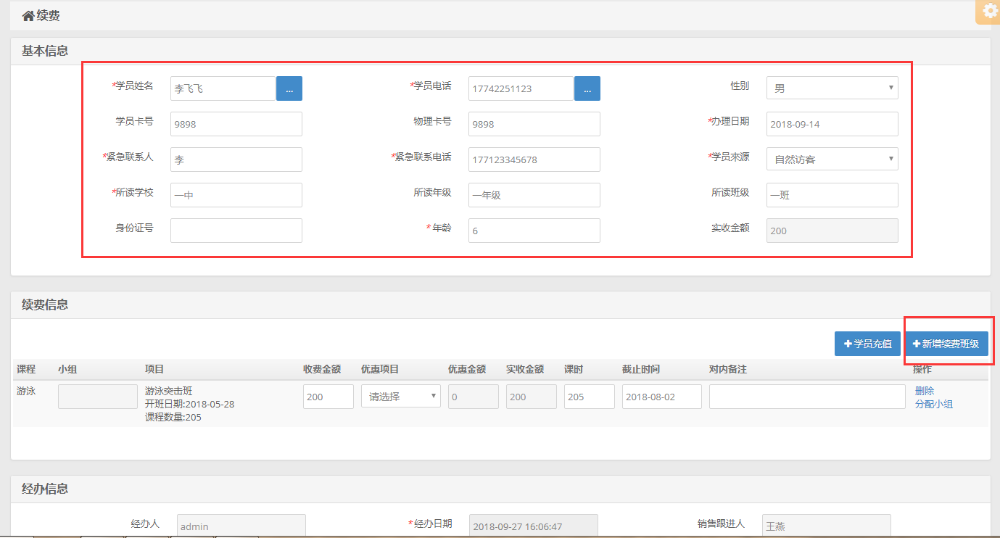 续费
基本信息
*学员姓名 李飞飞 ... *学员电话 17742251123 ... 性别 男
学员卡号 9898 物理卡号 9898 *办理日期 2018-09-14
*紧急联系人 李 *紧急联系电话 177123345678 *学员来源 自然访客
*所读学校 一中 所读年级 一年级 所读班级 一班
身份证号 *年龄 6 实收金额 200
续费信息
+学员充值 +新增续费班级
课程 小组 项目 收费金额 优惠项目 优惠金额 实收金额 课时 截止时间 对内备注 操作
游泳 游泳突击班 200 请选择 0 200 205 2018-08-02 删除
开班日期:2018-05-28 分配小组
课程数量:205
经办信息
经办人 admin *经办日期 2018-09-27 16:06:47 销售跟进人 王燕